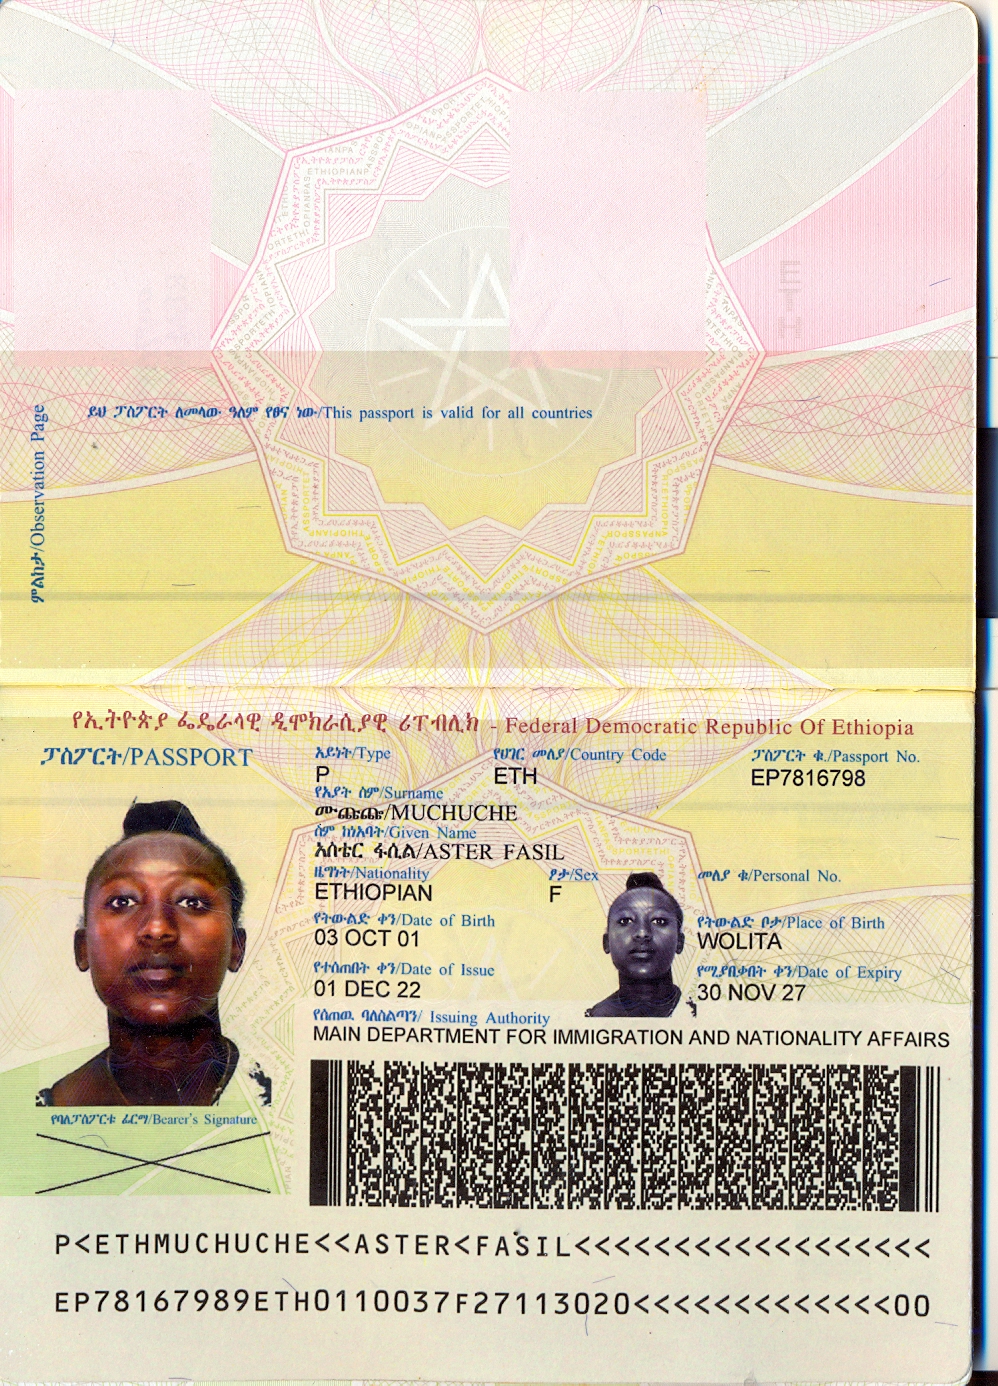 ይህ ፓስፖርት ለመላው ዓለም የፀና ነው/This passport is valid for all countries
ምልከታ/Observation Page
የኢትዮጵያ ፌዴራላዊ ዲሞክራሲያዊ ሪፐብሊክ - Federal Democratic Republic Of Ethiopia
ፓስፖርት/PASSPORT
አይነት/Type
የሀገር መለያ/Country Code
ፓስፖርት ቁ./Passport No.
P
ETH
EP7816798
የአያት ስም/Surname
ሙጨጩ/MUCHUCHE
ስም ከነአባት/Given Name
አስቴር ፋሲል/ASTER FASIL
ዜግነት/Nationality
ፆታ/Sex
መለያ ቁ/Personal No.
ETHIOPIAN
F
የትውልድ ቀን/Date of Birth
የትውልድ ቦታ/Place of Birth
03 OCT 01
WOLITA
የተሰጠበት ቀን/Date of Issue
የሚያበቃበት ቀን/Date of Expiry
01 DEC 22
30 NOV 27
የሰጠዉ ባለስልጣን/ Issuing Authority
MAIN DEPARTMENT FOR IMMIGRATION AND NATIONALITY AFFAIRS
የባለፓስፖርቱ ፊርማ/Bearer's Signature
P<ETHMUCHUCHE<<ASTER<FASIL<<<<<<<<<<<<<<<<<<
EP78167989ETH0110037F27113020<<<<<<<<<<<<<00